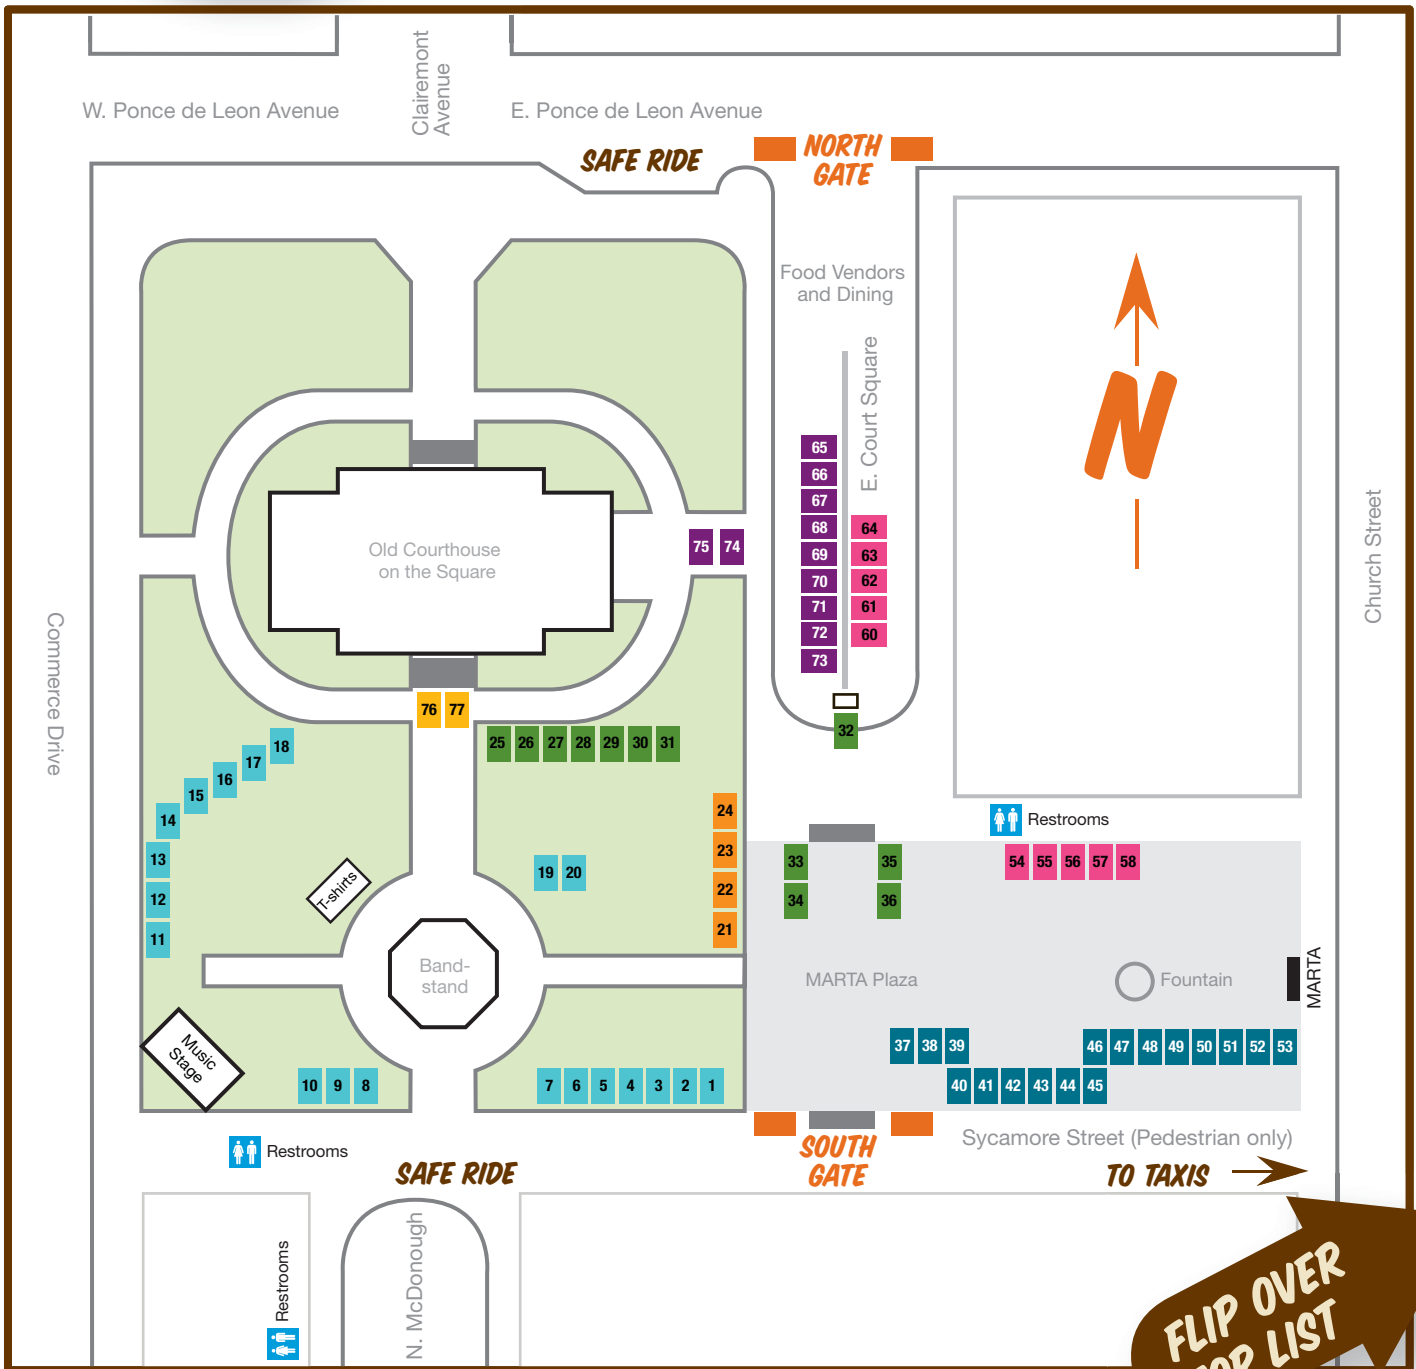 Clairemont
Avenue
W. Ponce de Leon Avenue
E. Ponce de Leon Avenue
SAFE RIDE
NORTH
GATE
Food Vendors
and Dining
E. Court Square
N
65
66
67
68
69
70
71
72
73
64
63
62
61
60
75 74
Old Courthouse
on the Square
Church Street
Commerce Drive
76 77
32
25 26 27 28 29 30 31
18
17
16
15
14
13
12
11
24
23
22
21
19 20
T-shirts
Restrooms
33
34
35
36
54 55 56 57 58
Band-
stand
MARTA Plaza
Fountain
MARTA
Music
Stage
37 38 39
46 47 48 49 50 51 52 53
40 41 42 43 44 45
10 9 8
7 6 5 4 3 2 1
Restrooms
SAFE RIDE
SOUTH
GATE
Sycamore Street (Pedestrian only)
TO TAXIS
Restrooms
N. McDonough
FLIP OVER
LIST